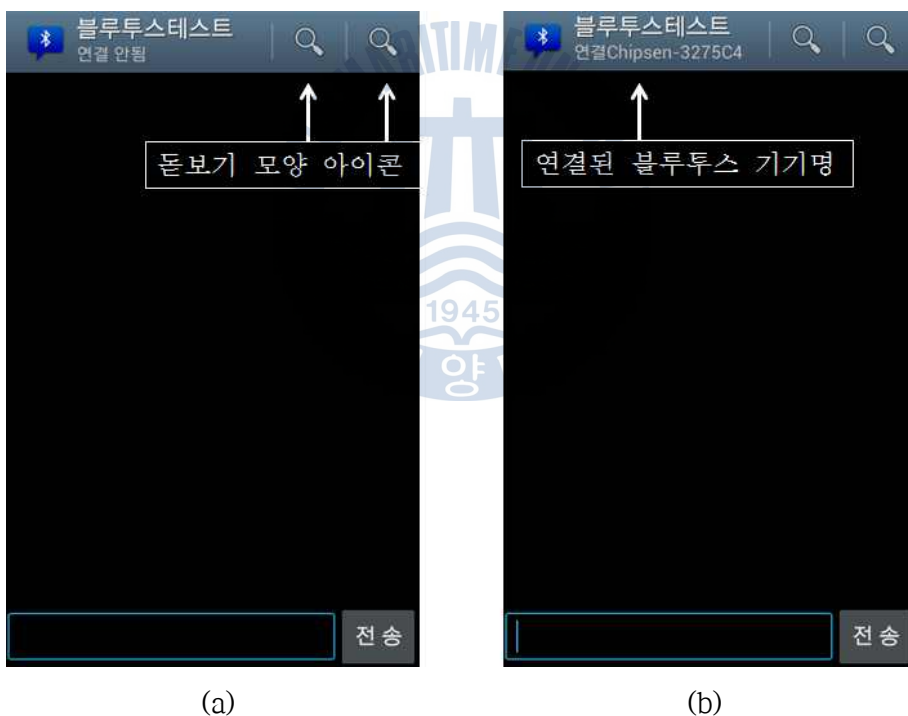 블루투스테스트
연결 안됨
돋보기 모양 아이콘
전송
(a)
블루투스테스트
연결Chipsen-3275C4
연결된 블루투스 기기명
전송
(b)
1945
양